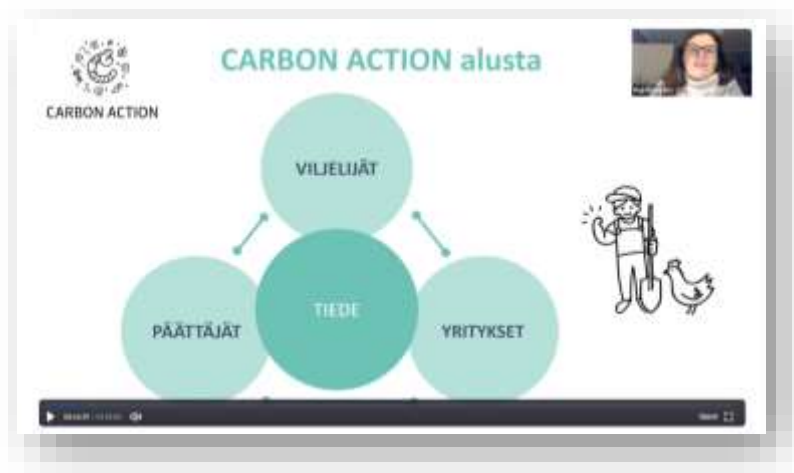 CARBON ACTION alusta
CARBON ACTION
VILJELIJÄT
TIEDE
PÄÄTTÄJÄT
YRITYKSET